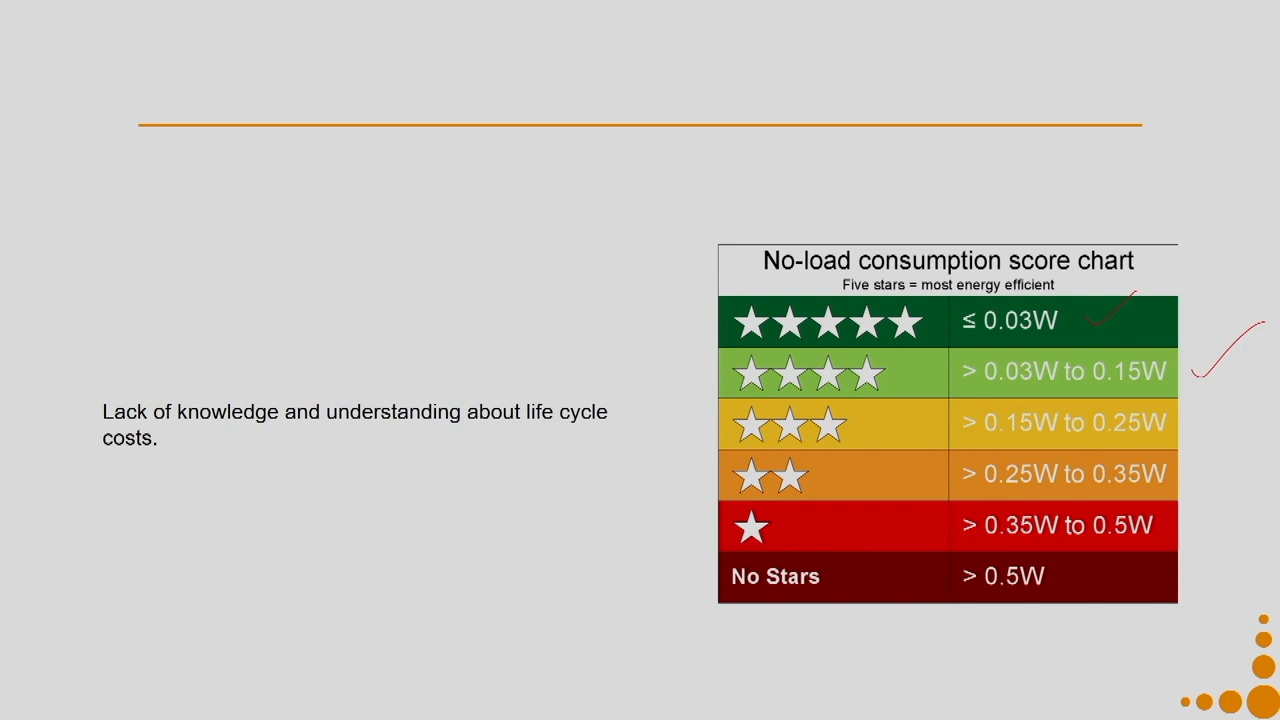 Lack of knowledge and understanding about life cycle
costs.
No-load consumption score chart
Five stars = most energy efficient
≤ 0.03W
> 0.03W to 0.15W
> 0.15W to 0.25W
> 0.25W to 0.35W
> 0.35W to 0.5W
No Stars > 0.5W